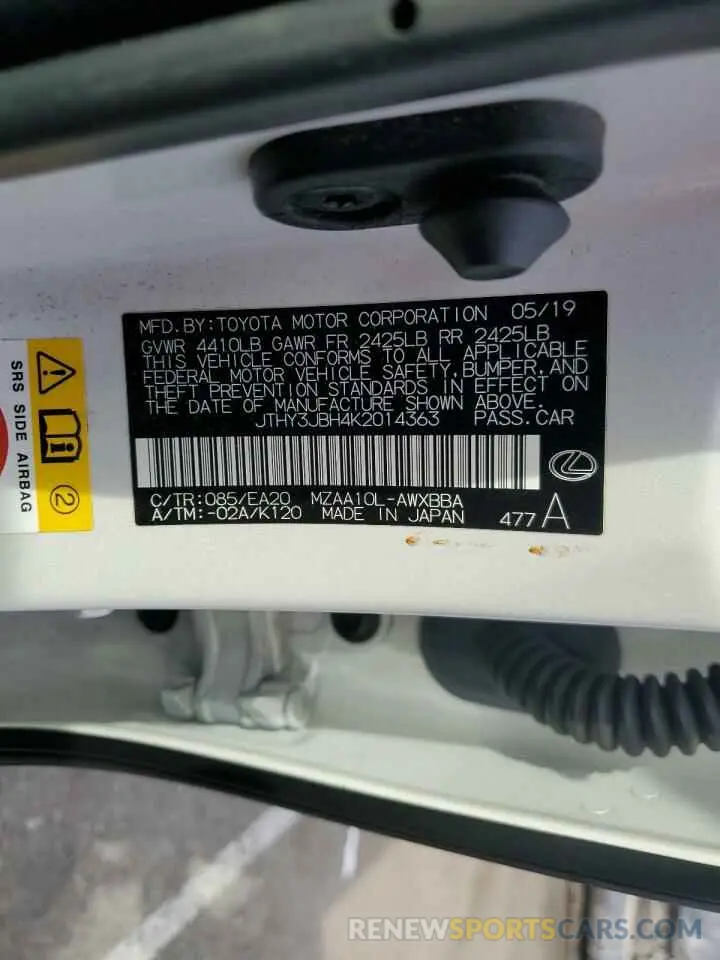 MFD.BY:TOYOTA MOTOR CORPORATION 05/19
GVWR 4410LB GAWR FR 2425LB RR 2425LB
THIS VEHICLE CONFORMS TO ALL APPLICABLE
FEDERAL MOTOR VEHICLE SAFETY,BUMPER,AND
THEFT PREVENTION STANDARDS IN EFFECT ON
THE DATE OF MANUFACTURE SHOWN ABOVE.
JTHY3JBH4K2014363 PASS.CAR
C/TR:085/EA20 MZAA10L-AWXBBA
A/TM:-02A/K120 MADE IN JAPAN 477A
SRS SIDE AIRBAG
2
RENEWSPORTSCARS.COM